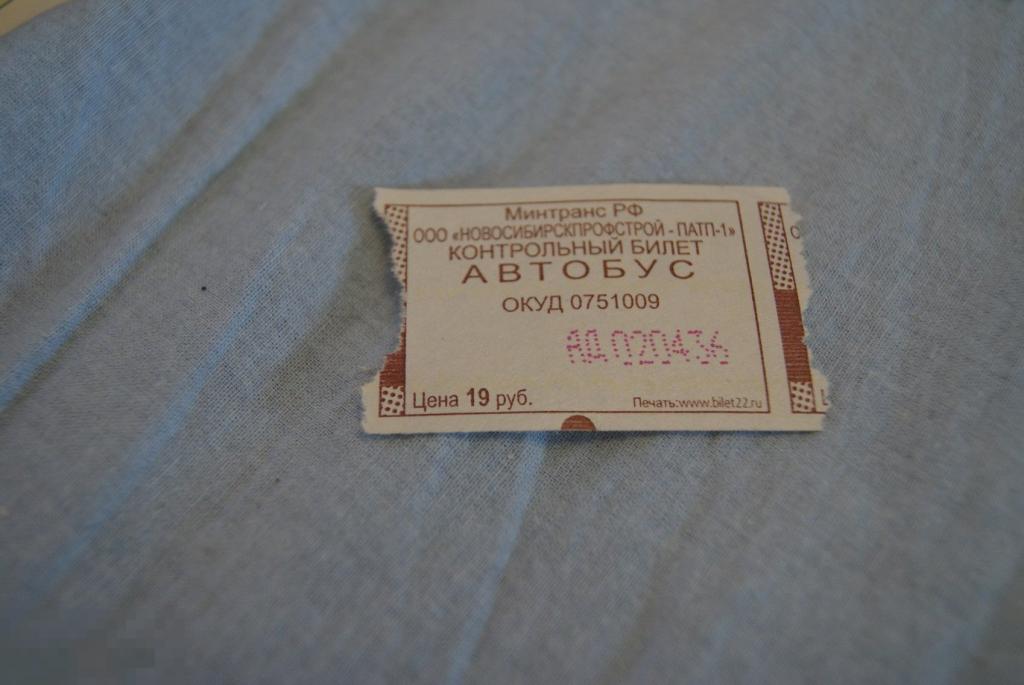 Минтранс РФ
ООО «НОВОСИБИРСКПРОФСТРОЙ - ПАТП-1»
КОНТРОЛЬНЫЙ БИЛЕТ
АВТОБУС
ОКУД 0751009
АД 020436
Цена 19 руб.
Печать:www.bilet22.ru